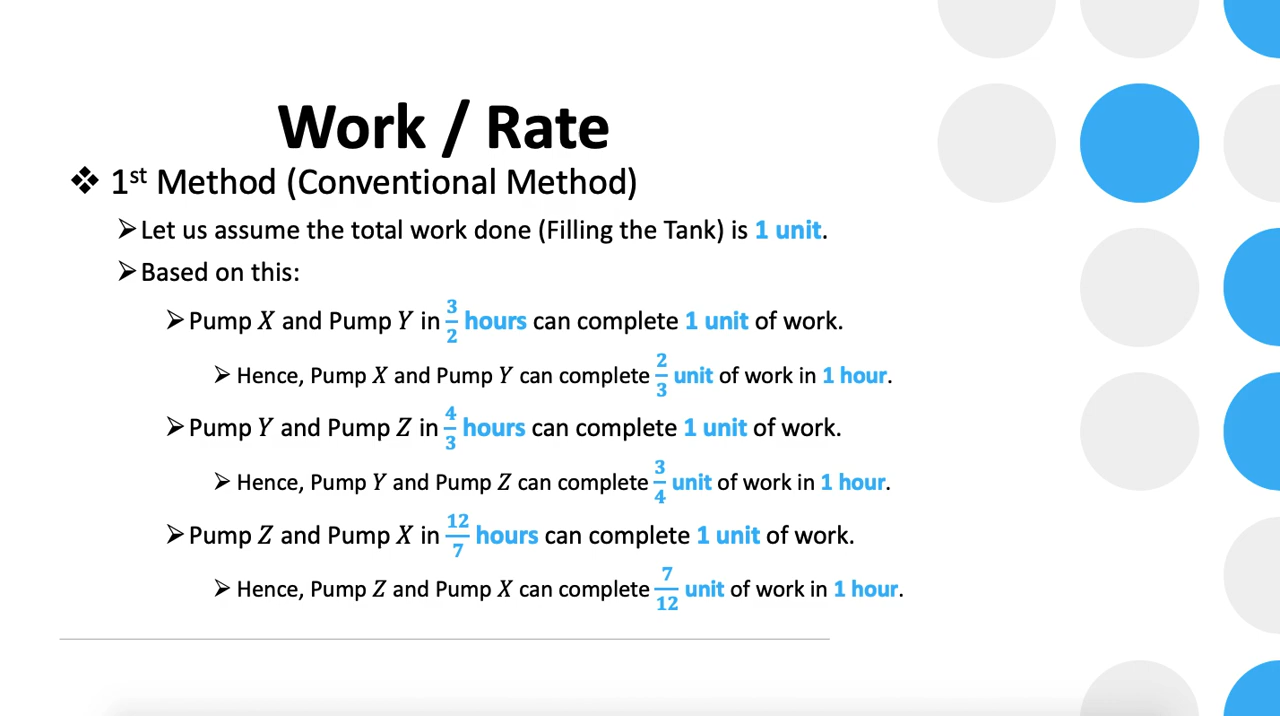 Work / Rate
❖ 1st Method (Conventional Method)
➢ Let us assume the total work done (Filling the Tank) is 1 unit.
➢ Based on this:
➢ Pump X and Pump Y in 3/2 hours can complete 1 unit of work.
➢ Hence, Pump X and Pump Y can complete 2/3 unit of work in 1 hour.
➢ Pump Y and Pump Z in 4/3 hours can complete 1 unit of work.
➢ Hence, Pump Y and Pump Z can complete 3/4 unit of work in 1 hour.
➢ Pump Z and Pump X in 12/7 hours can complete 1 unit of work.
➢ Hence, Pump Z and Pump X can complete 7/12 unit of work in 1 hour.